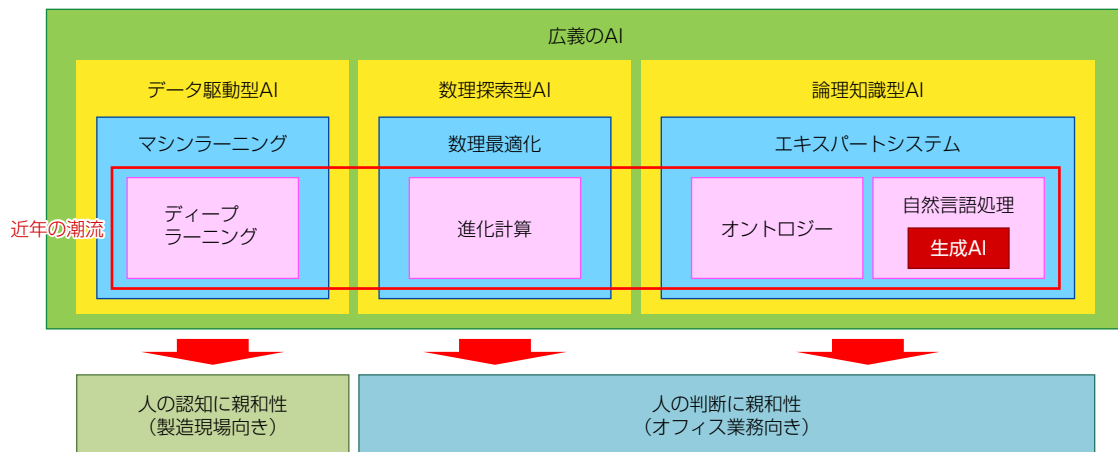 広義のAI
データ駆動型AI
数理探索型AI
論理知識型AI
マシンラーニング
数理最適化
エキスパートシステム
近年の潮流
ディープ
ラーニング
進化計算
オントロジー
自然言語処理
生成AI
人の認知に親和性
（製造現場向き）
人の判断に親和性
（オフィス業務向き）